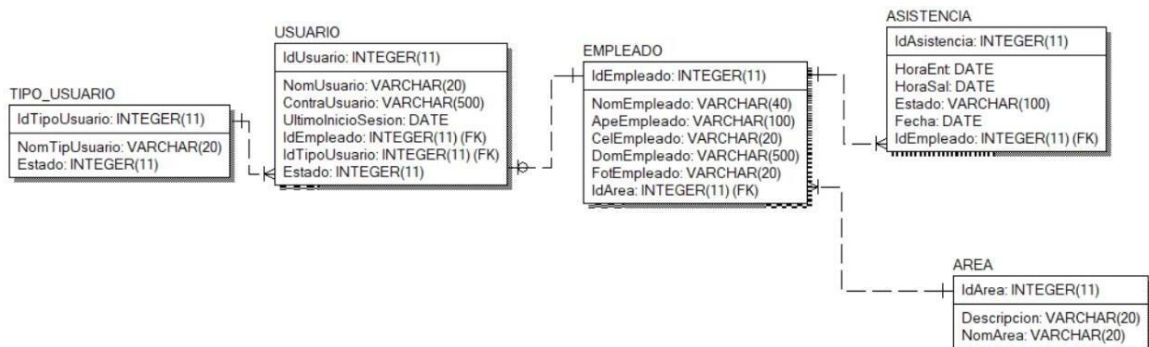 TIPO_USUARIO
IdTipoUsuario: INTEGER(11)
NomTipUsuario: VARCHAR(20)
Estado: INTEGER(11)
USUARIO
IdUsuario: INTEGER(11)
NomUsuario: VARCHAR(20)
ContraUsuario: VARCHAR(500)
UltimoInicioSesion: DATE
IdEmpleado: INTEGER(11) (FK)
IdTipoUsuario: INTEGER(11) (FK)
Estado: INTEGER(11)
EMPLEADO
IdEmpleado: INTEGER(11)
NomEmpleado: VARCHAR(40)
ApeEmpleado: VARCHAR(100)
CelEmpleado: VARCHAR(20)
DomEmpleado: VARCHAR(500)
FotEmpleado: VARCHAR(20)
IdArea: INTEGER(11) (FK)
ASISTENCIA
IdAsistencia: INTEGER(11)
HoraEnt: DATE
HoraSal: DATE
Estado: VARCHAR(100)
Fecha: DATE
IdEmpleado: INTEGER(11) (FK)
AREA
IdArea: INTEGER(11)
Descripcion: VARCHAR(20)
NomArea: VARCHAR(20)